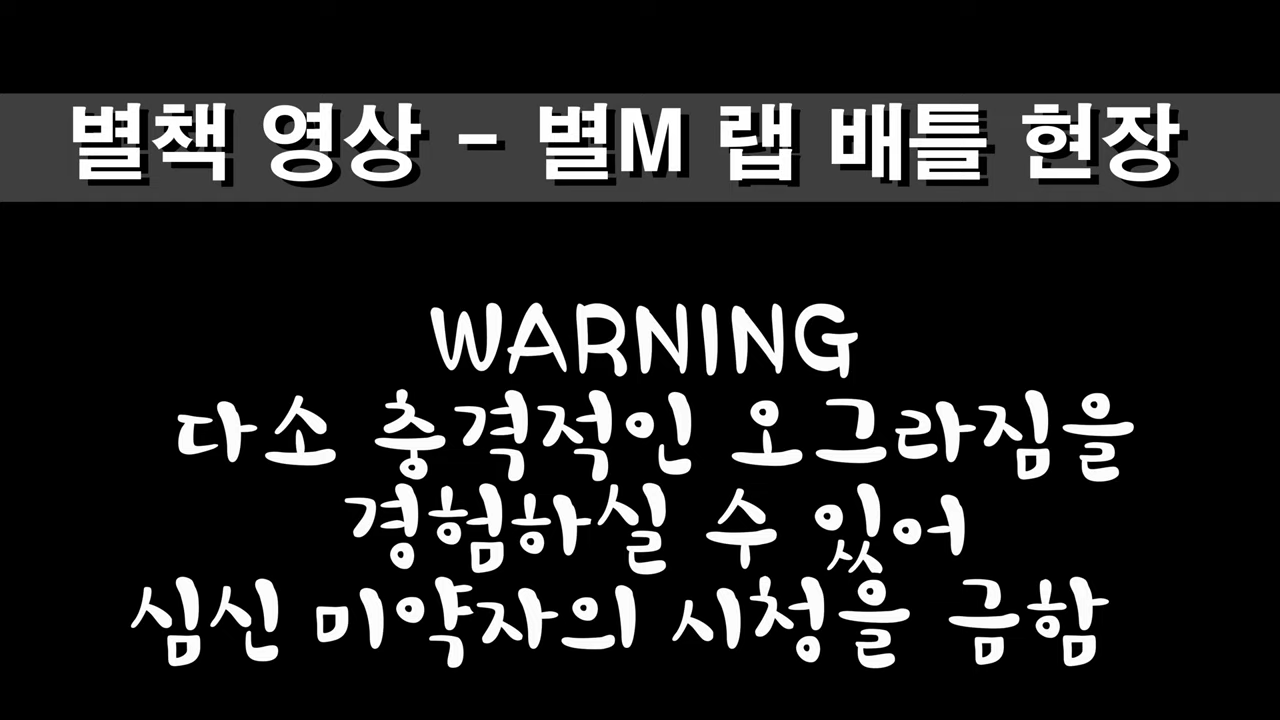 별책 영상 - 별M 랩 배틀 현장
WARNING
다소 충격적인 오그라짐을
경험하실 수 있어
심신 미약자의 시청을 금함